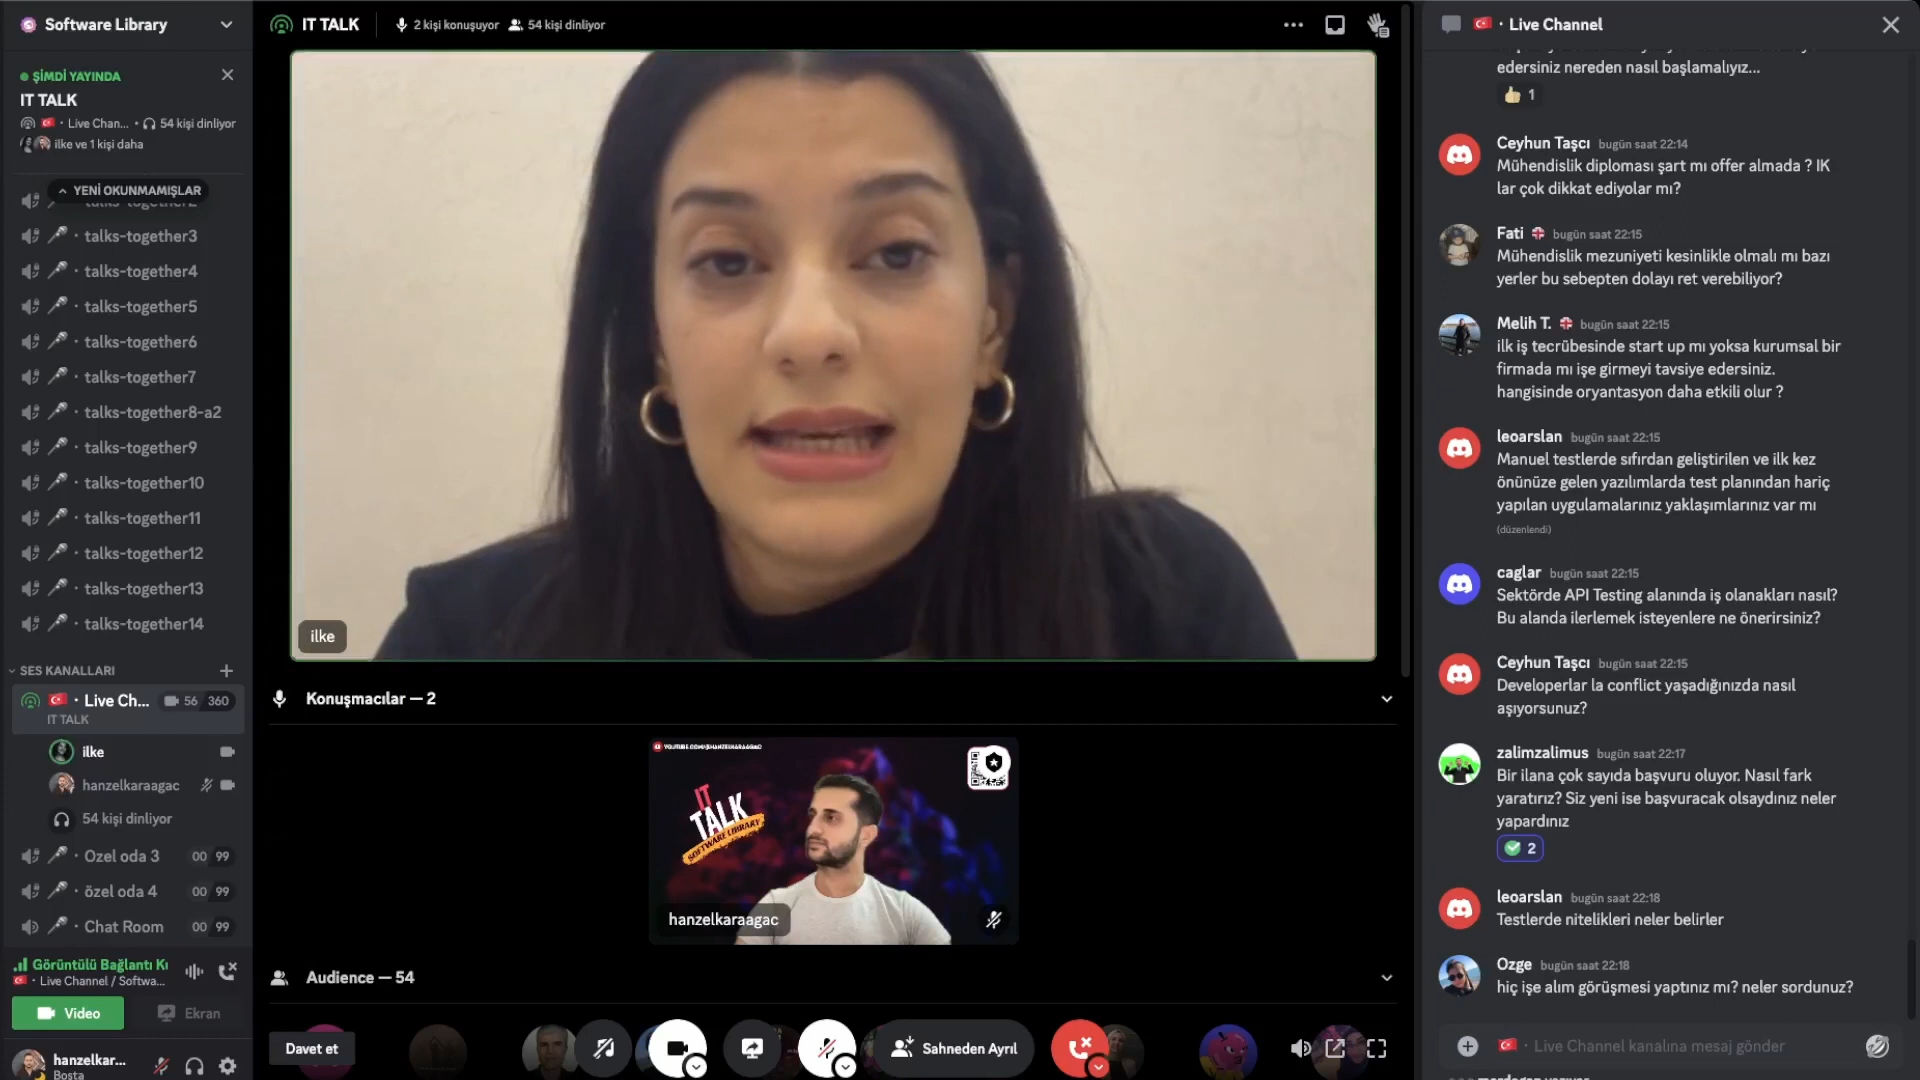 Software Library
ŞİMDİ YAYINDA
IT TALK
· Live Chan... • 54 kişi dinliyor
ilke ve 1 kişi daha
YENİ OKUNMAMIŞLAR
talks-together2
· talks-together3
· talks-together4
· talks-together5
· talks-together6
· talks-together7
· talks-together8-a2
· talks-together9
· talks-together10
· talks-together11
· talks-together12
· talks-together13
· talks-together14
SES KANALLARI
· Live Ch... 56 360
IT TALK
ilke
hanzelkaraagac
54 kişi dinliyor
· Ozel oda 3 00 99
· özel oda 4 00 99
· Chat Room 00 99
Görüntülü Bağlantı Kı
· Live Channel / Softwa...
Video
Ekran
hanzelkar...
Bosta
IT TALK
2 kişi konuşuyor
54 kişi dinliyor
ilke
Konuşmacılar — 2
YOUTUBE.COM/@HANZELKARAAGAC
IT
TALK
SOFTWARE LIBRARY
hanzelkaraagac
Audience — 54
Davet et
Sahneden Ayrıl
· Live Channel
edersiniz nereden nasıl başlamalıyız...
1
Ceyhun Taşcı bugün saat 22:14
Mühendislik diploması şart mı offer almada ? IK
lar çok dikkat ediyolar mı?
Fati bugün saat 22:15
Mühendislik mezuniyeti kesinlikle olmalı mı bazı
yerler bu sebepten dolayı ret verebiliyor?
Melih T. bugün saat 22:15
ilk iş tecrübesinde start up mı yoksa kurumsal bir
firmada mı işe girmeyi tavsiye edersiniz.
hangisinde oryantasyon daha etkili olur ?
leoarslan bugün saat 22:15
Manuel testlerde sıfırdan geliştirilen ve ilk kez
önünüze gelen yazılımlarda test planından hariç
yapılan uygulamalarınız yaklaşımlarınız var mı
(düzenlendi)
caglar bugün saat 22:15
Sektörde API Testing alanında iş olanakları nasıl?
Bu alanda ilerlemek isteyenlere ne önerirsiniz?
Ceyhun Taşcı bugün saat 22:15
Developerlar la conflict yaşadığınızda nasıl
aşıyorsunuz?
zalimzalimus bugün saat 22:17
Bir ilana çok sayıda başvuru oluyor. Nasıl fark
yaratırız? Siz yeni ise başvuracak olsaydınız neler
yapardınız
2
leoarslan bugün saat 22:18
Testlerde nitelikleri neler belirler
Ozge bugün saat 22:18
hiç işe alım görüşmesi yaptınız mı? neler sordunuz?
· Live Channel kanalına mesaj gönder